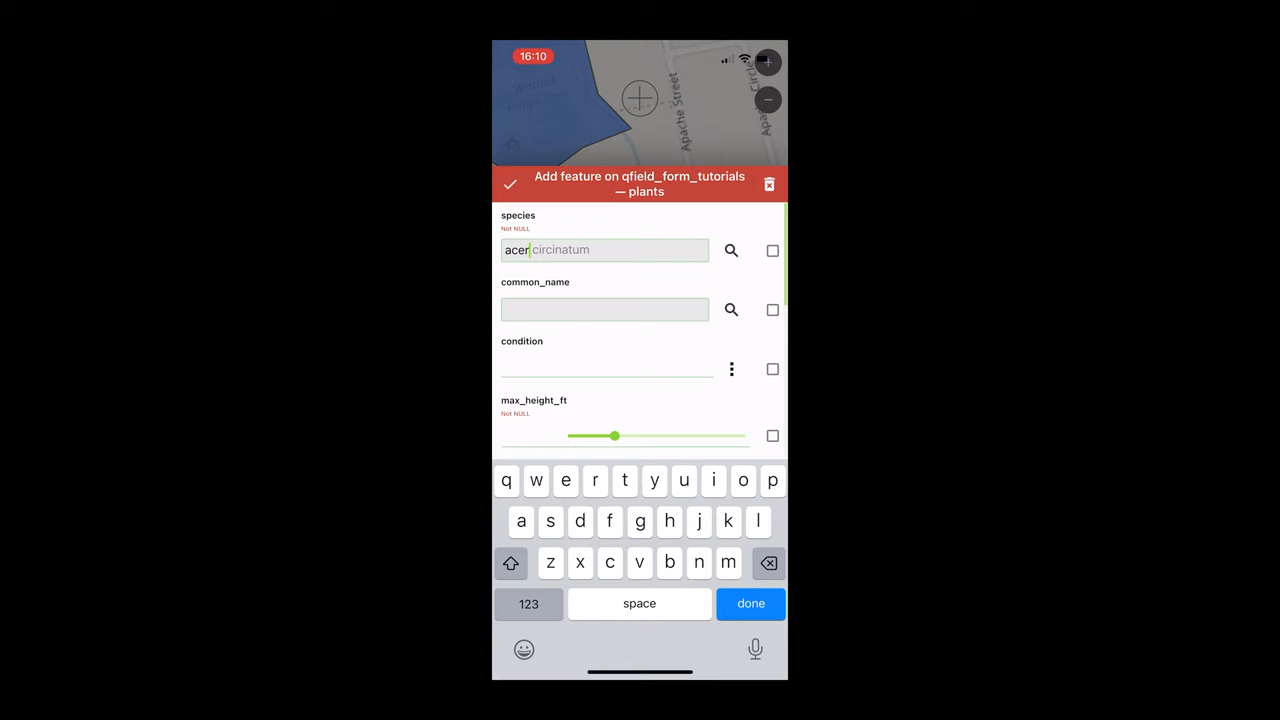 16:10
Apache Street
Add feature on qfield_form_tutorials
— plants
species
Not NULL
acer circinatum
common_name
condition
max_height_ft
Not NULL
q w e r t y u i o p
a s d f g h j k l
z x c v b n m
123 space done